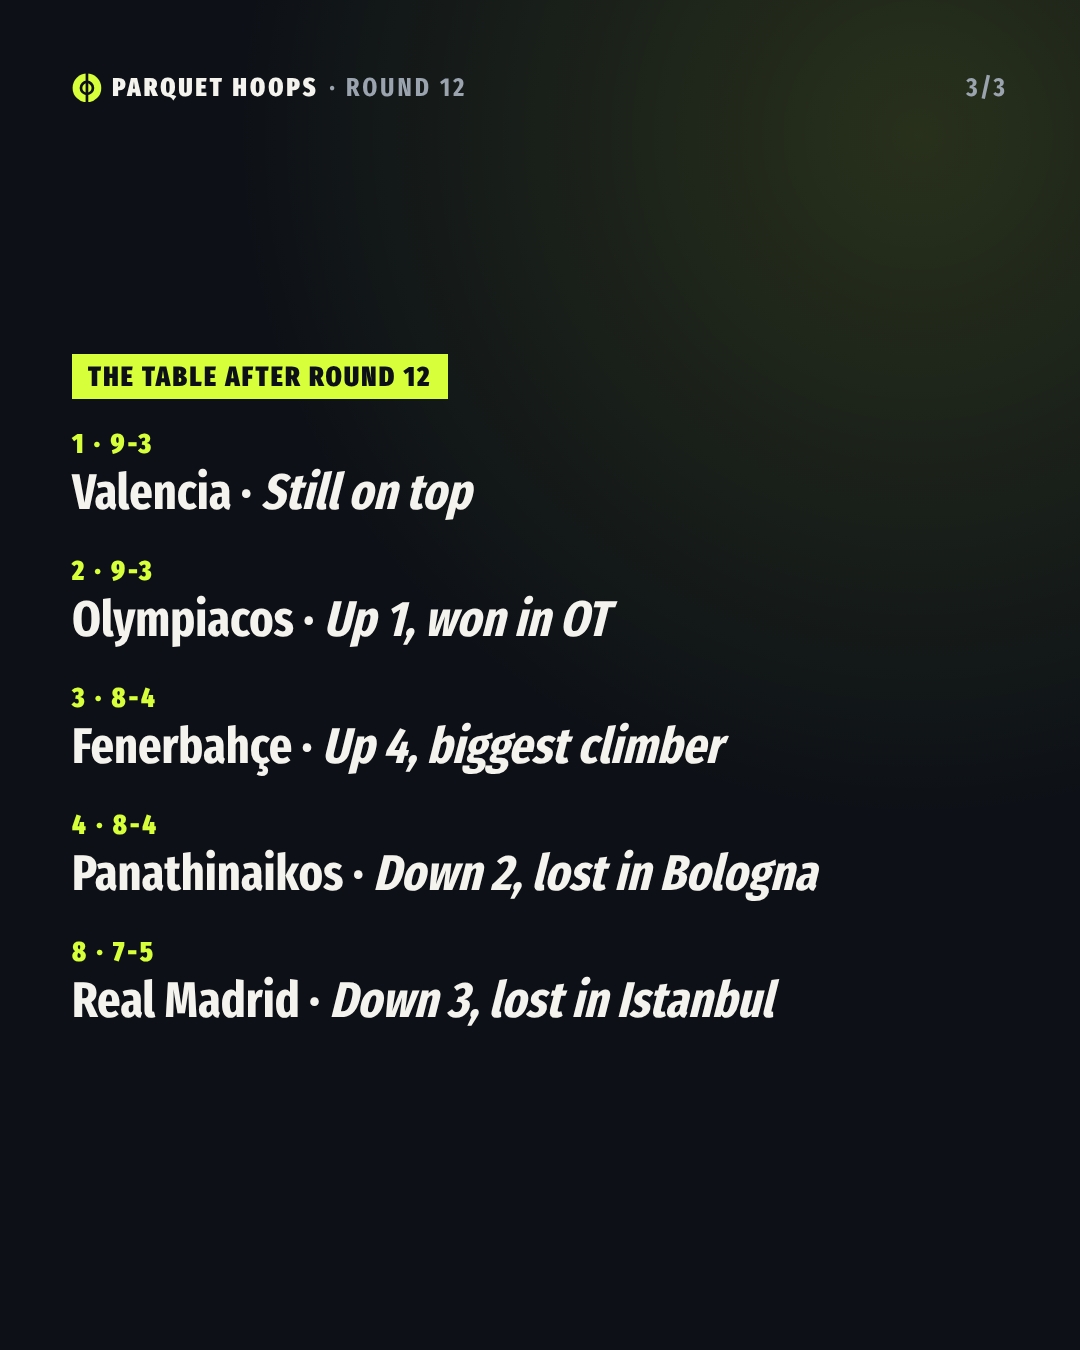 PARQUET HOOPS · ROUND 12
3/3
THE TABLE AFTER ROUND 12
1 · 9-3
Valencia · Still on top
2 · 9-3
Olympiacos · Up 1, won in OT
3 · 8-4
Fenerbahçe · Up 4, biggest climber
4 · 8-4
Panathinaikos · Down 2, lost in Bologna
8 · 7-5
Real Madrid · Down 3, lost in Istanbul